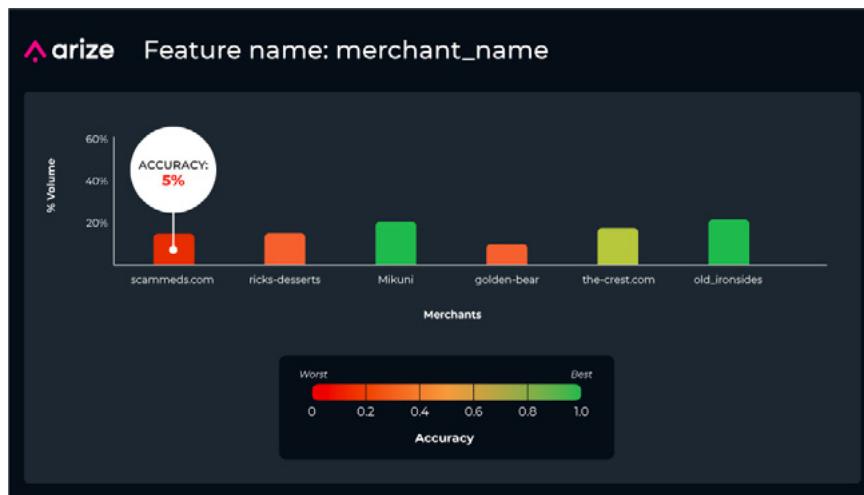 arize Feature name: merchant_name
60%
40%
20%
% Volume
ACCURACY:
5%
scammeds.com ricks-desserts Mikuni golden-bear the-crest.com old_ironsides
Merchants
Worst Best
0 0.2 0.4 0.6 0.8 1.0
Accuracy